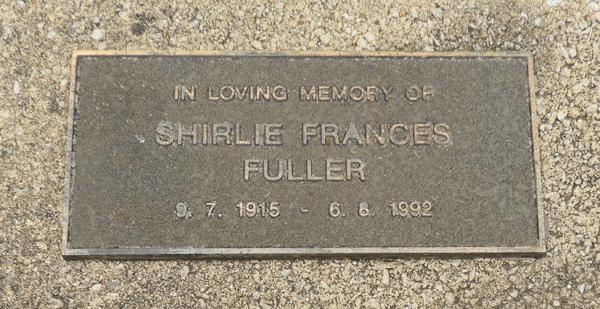 IN LOVING MEMORY OF
SHIRLIE FRANCES
FULLER
9. 7. 1915 - 6. 8. 1992